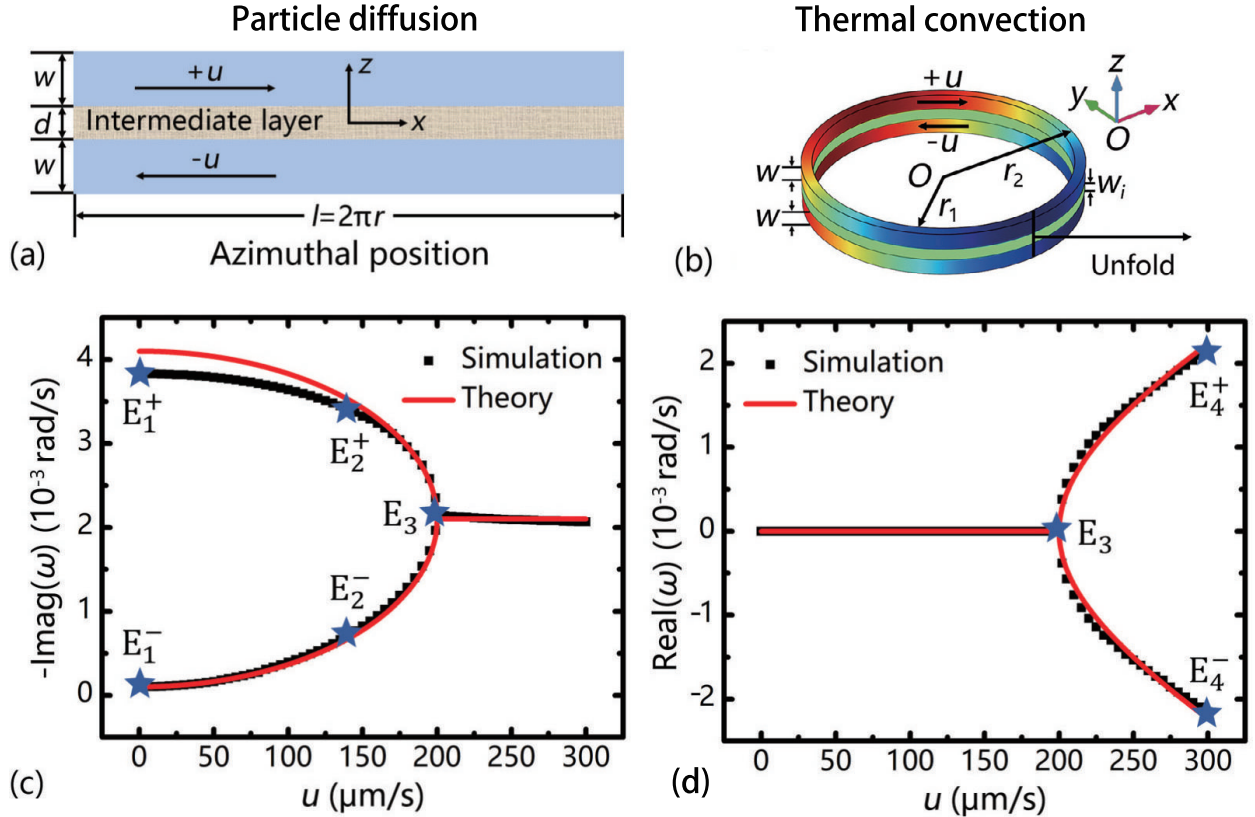 Particle diffusion
Thermal convection
w
+u
z
d
Intermediate layer
x
w
-u
l=2πr
(a)
Azimuthal position
+u
z
y
x
O
-u
w
O
r2
wi
w
r1
(b)
Unfold
4
3
2
1
0
-Imag(ω) (10⁻³ rad/s)
Simulation
Theory
E₁⁺
E₂⁺
E₃
E₂⁻
E₁⁻
0 50 100 150 200 250 300
(c)
u (μm/s)
2
1
0
-1
-2
Real(ω) (10⁻³ rad/s)
Simulation
Theory
E₄⁺
E₃
E₄⁻
0 50 100 150 200 250 300
(d)
u (μm/s)